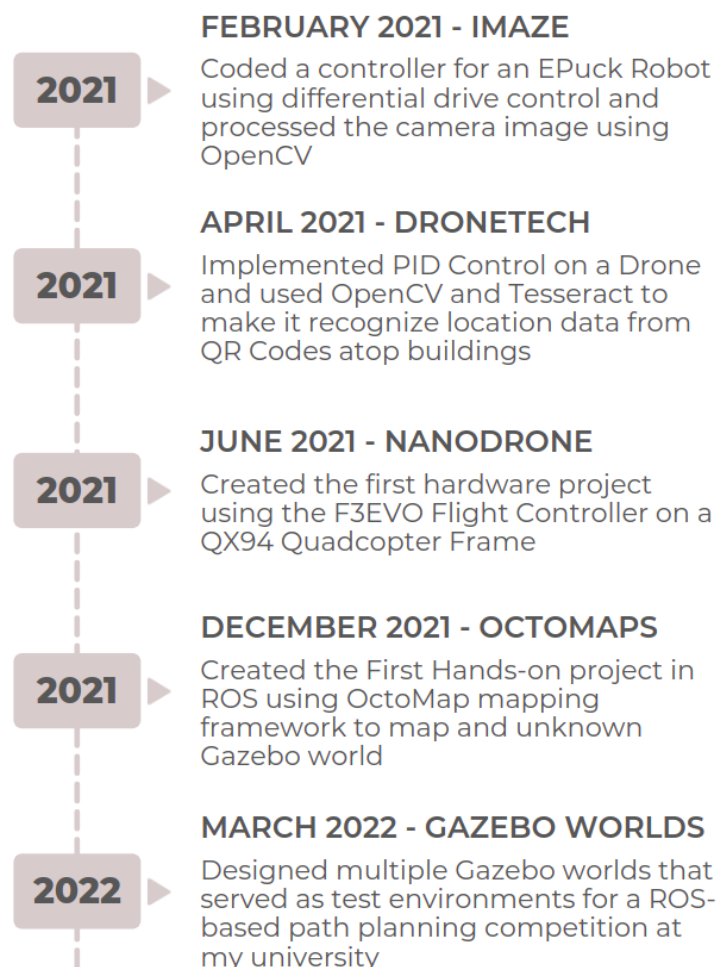 FEBRUARY 2021 - IMAZE
2021
Coded a controller for an EPuck Robot
using differential drive control and
processed the camera image using
OpenCV
APRIL 2021 - DRONETECH
2021
Implemented PID Control on a Drone
and used OpenCV and Tesseract to
make it recognize location data from
QR Codes atop buildings
JUNE 2021 - NANODRONE
2021
Created the first hardware project
using the F3EVO Flight Controller on a
QX94 Quadcopter Frame
DECEMBER 2021 - OCTOMAPS
2021
Created the First Hands-on project in
ROS using OctoMap mapping
framework to map and unknown
Gazebo world
MARCH 2022 - GAZEBO WORLDS
2022
Designed multiple Gazebo worlds that
served as test environments for a ROS-
based path planning competition at
my university